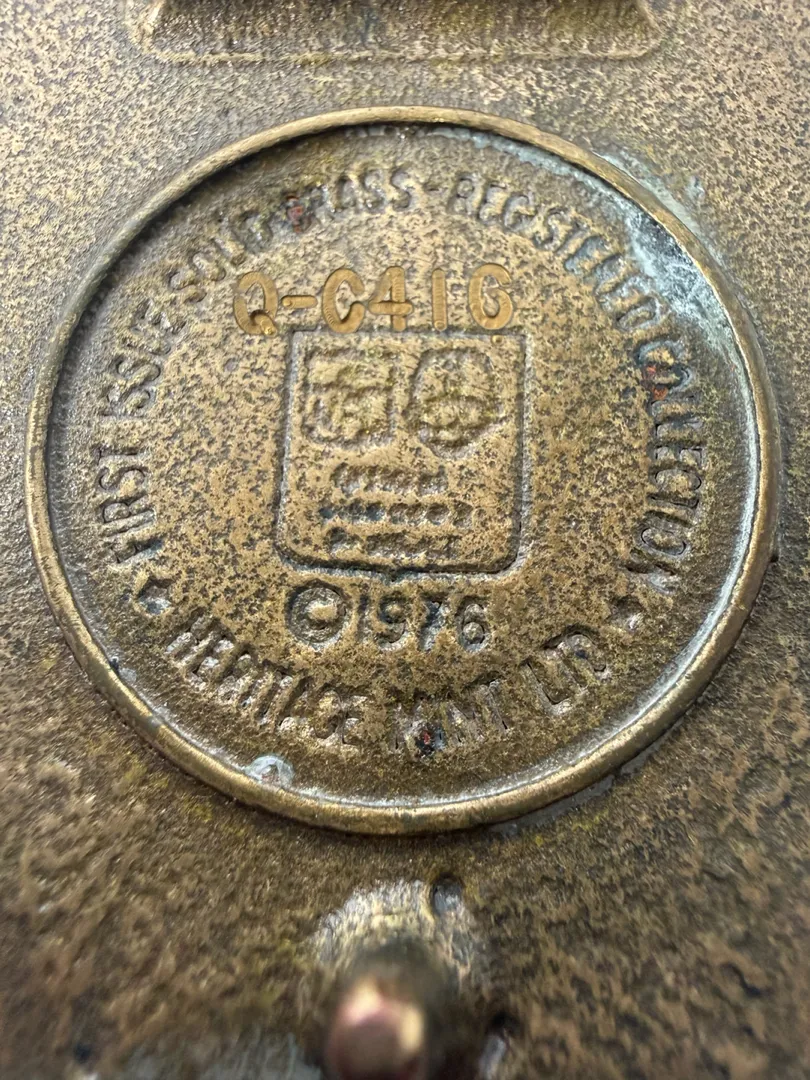 FIRST ISSUE SOLID BRASS-REGISTERED COLLECTION
Q-C416
©1976
HERITAGE MINT LTD